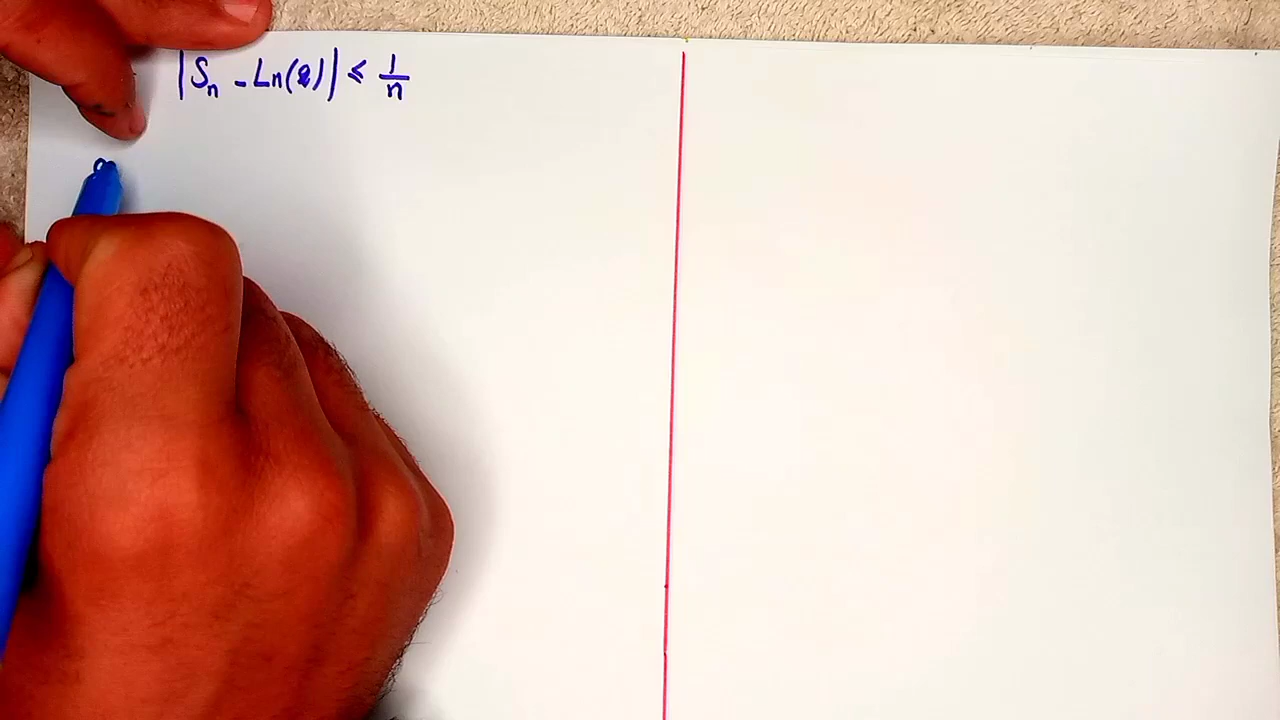 |Sₙ - Ln(2)| ≤ 1/n